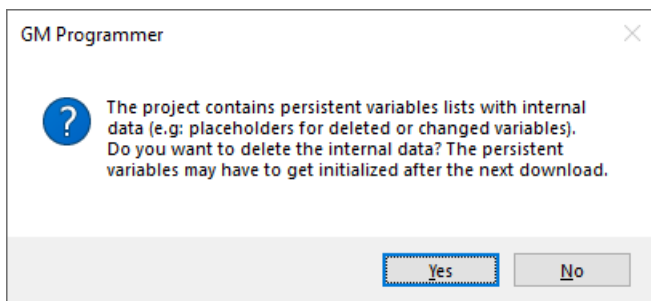 GM Programmer
The project contains persistent variables lists with internal
data (e.g: placeholders for deleted or changed variables).
Do you want to delete the internal data? The persistent
variables may have to get initialized after the next download.
Yes
No